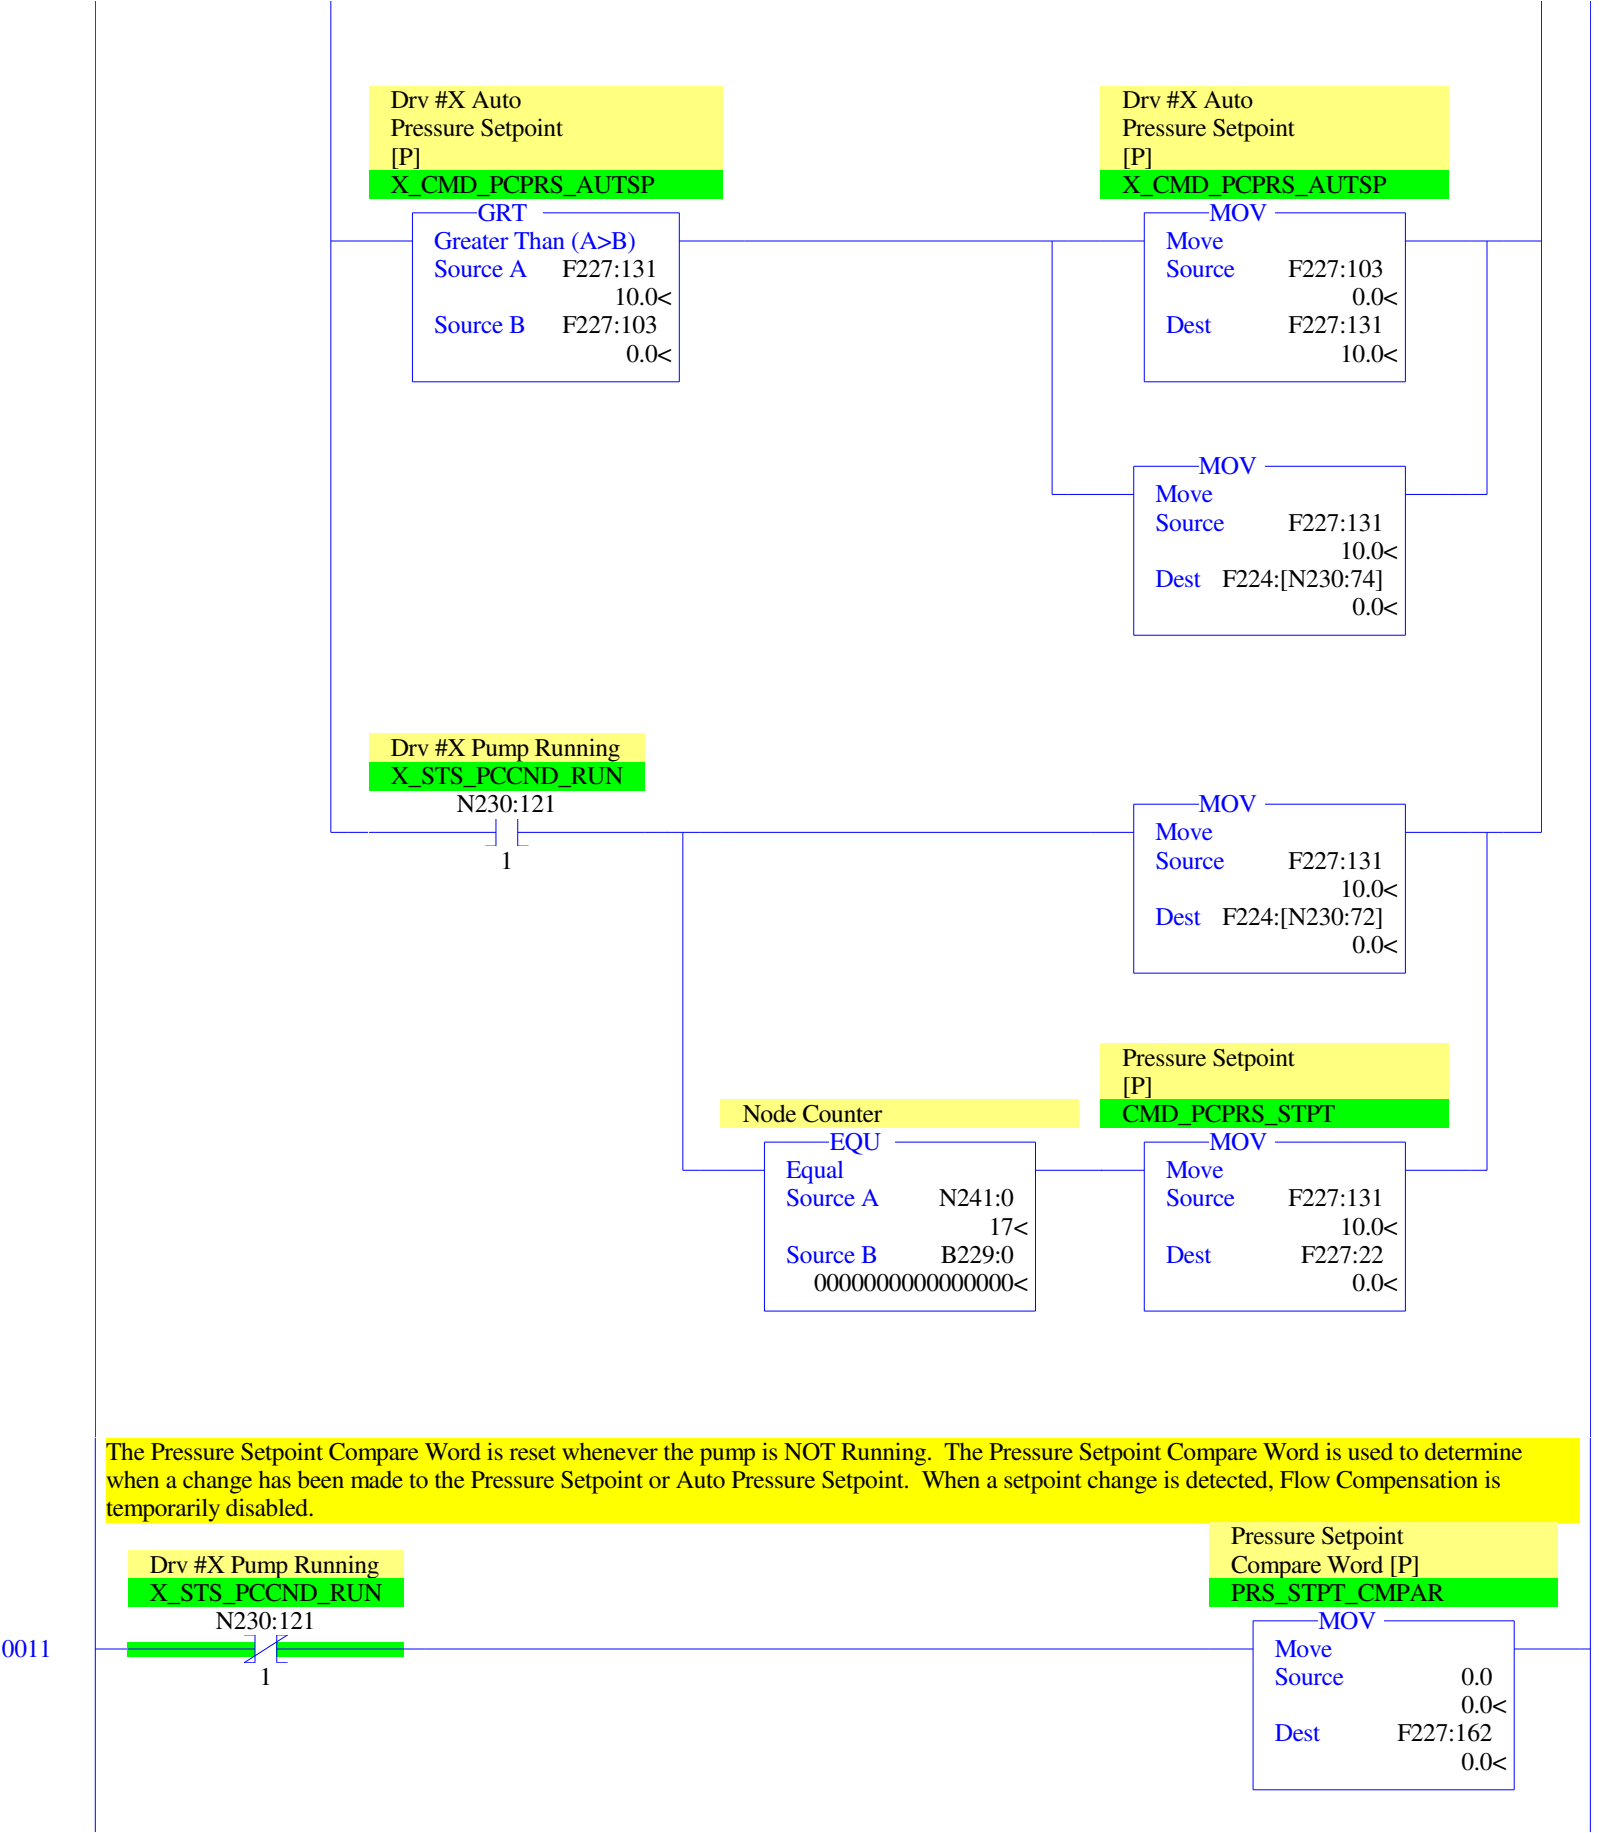 Drv #X Auto
Pressure Setpoint
[P]
X_CMD_PCPRS_AUTSP
GRT
Greater Than (A>B)
Source A F227:131
10.0<
Source B F227:103
0.0<
Drv #X Auto
Pressure Setpoint
[P]
X_CMD_PCPRS_AUTSP
MOV
Move
Source F227:103
0.0<
Dest F227:131
10.0<
MOV
Move
Source F227:131
10.0<
Dest F224:[N230:74]
0.0<
Drv #X Pump Running
X_STS_PCCND_RUN
N230:121
1
MOV
Move
Source F227:131
10.0<
Dest F224:[N230:72]
0.0<
Node Counter
EQU
Equal
Source A N241:0
17<
Source B B229:0
0000000000000000<
Pressure Setpoint
[P]
CMD_PCPRS_STPT
MOV
Move
Source F227:131
10.0<
Dest F227:22
0.0<
The Pressure Setpoint Compare Word is reset whenever the pump is NOT Running. The Pressure Setpoint Compare Word is used to determine
when a change has been made to the Pressure Setpoint or Auto Pressure Setpoint. When a setpoint change is detected, Flow Compensation is
temporarily disabled.
0011
Drv #X Pump Running
X_STS_PCCND_RUN
N230:121
1
Pressure Setpoint
Compare Word [P]
PRS_STPT_CMPAR
MOV
Move
Source 0.0
0.0<
Dest F227:162
0.0<